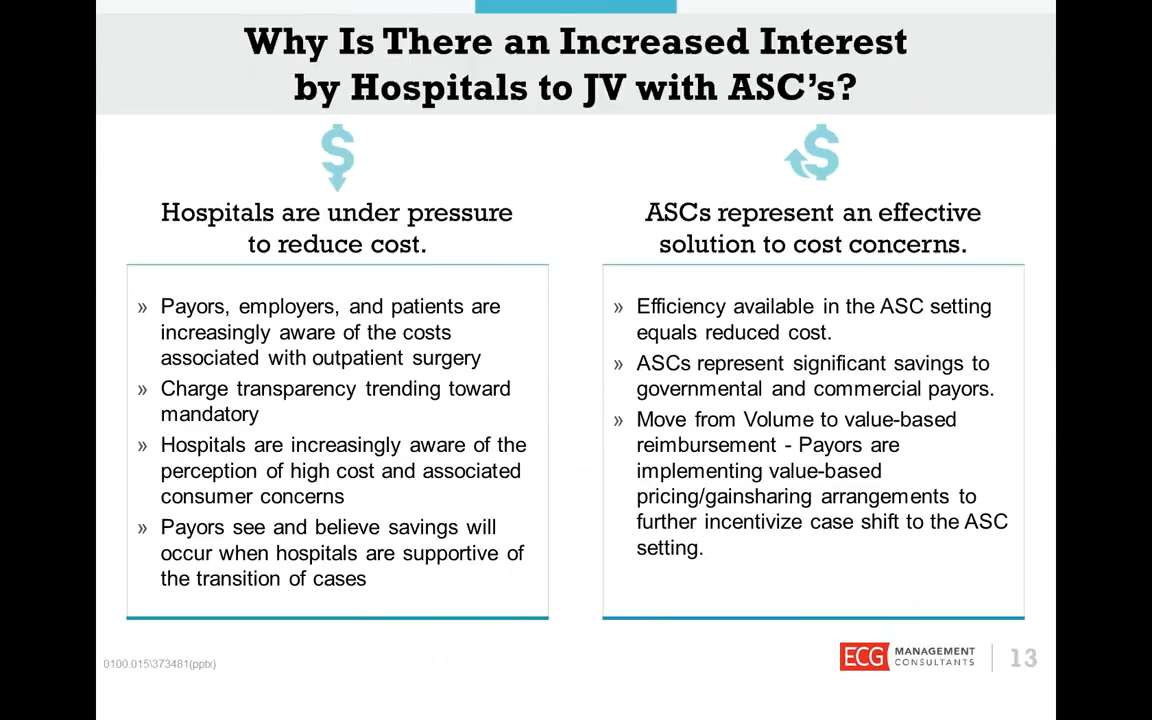 Why Is There an Increased Interest
by Hospitals to JV with ASC's?
$
Hospitals are under pressure
to reduce cost.
» Payors, employers, and patients are
increasingly aware of the costs
associated with outpatient surgery
» Charge transparency trending toward
mandatory
» Hospitals are increasingly aware of the
perception of high cost and associated
consumer concerns
» Payors see and believe savings will
occur when hospitals are supportive of
the transition of cases
$
ASCs represent an effective
solution to cost concerns.
» Efficiency available in the ASC setting
equals reduced cost.
» ASCs represent significant savings to
governmental and commercial payors.
» Move from Volume to value-based
reimbursement - Payors are
implementing value-based
pricing/gainsharing arrangements to
further incentivize case shift to the ASC
setting.
0100.015\373481(pptx)
ECG MANAGEMENT
CONSULTANTS
13